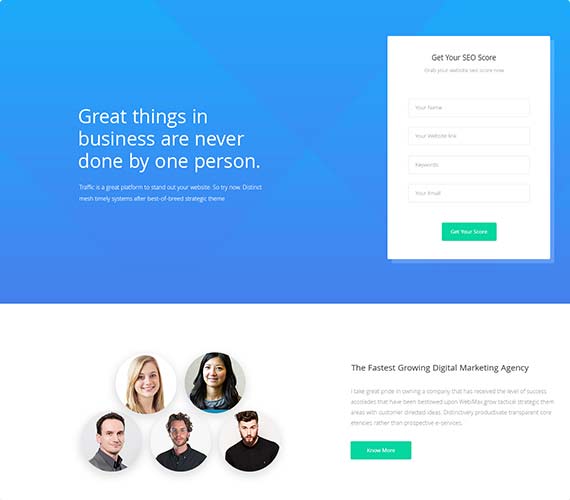 Great things in
business are never
done by one person.
Traffic is a great platform to stand out your website. So try now. Distinct
mesh timely systems after best-of-breed strategic theme
Get Your SEO Score
Grab your website seo score now
Your Name
Your Website link
Keywords
Your Email
Get Your Score
The Fastest Growing Digital Marketing Agency
I take great pride in owning a company that has received the level of success
accolades that have been bestowed upon WebMax.grow tactical strategic them
areas with customer directed ideas. Distinctively productivate transparent core
etencies rather than prospective e-services.
Know More